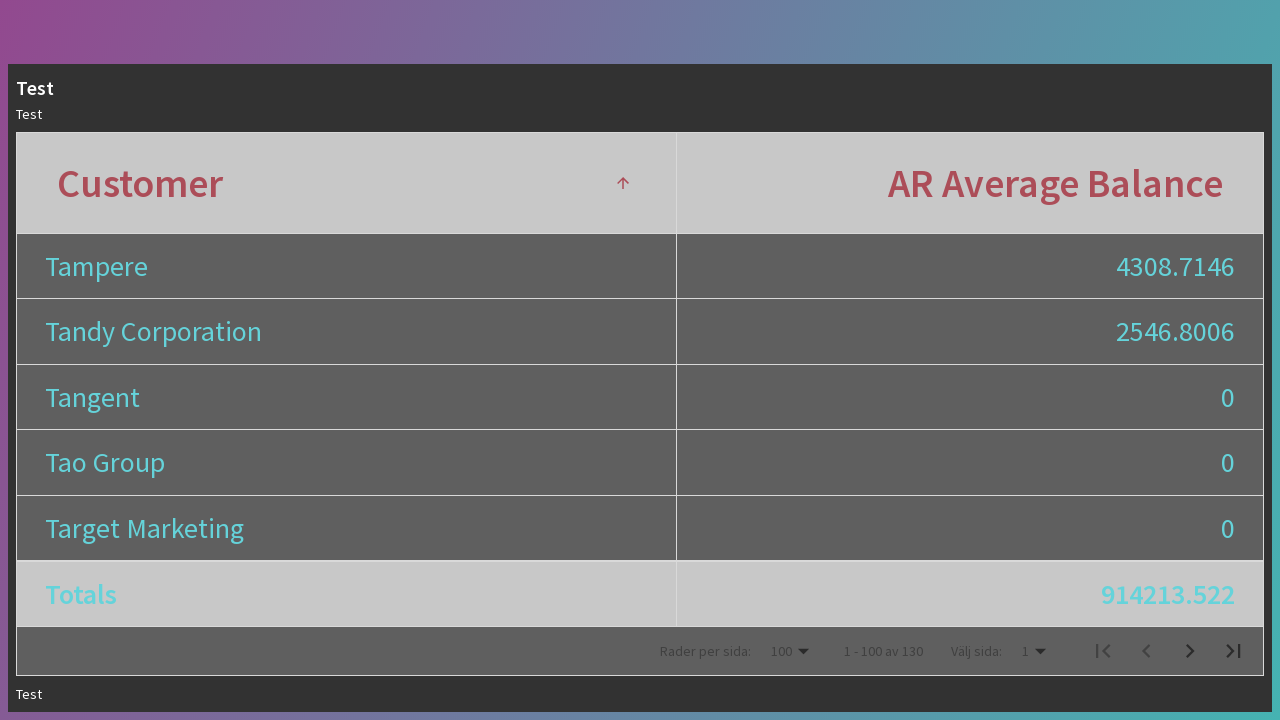 Test
Test
Customer AR Average Balance
Tampere 4308.7146
Tandy Corporation 2546.8006
Tangent 0
Tao Group 0
Target Marketing 0
Totals 914213.522
Rader per sida: 100 1 - 100 av 130 Välj sida: 1
Test